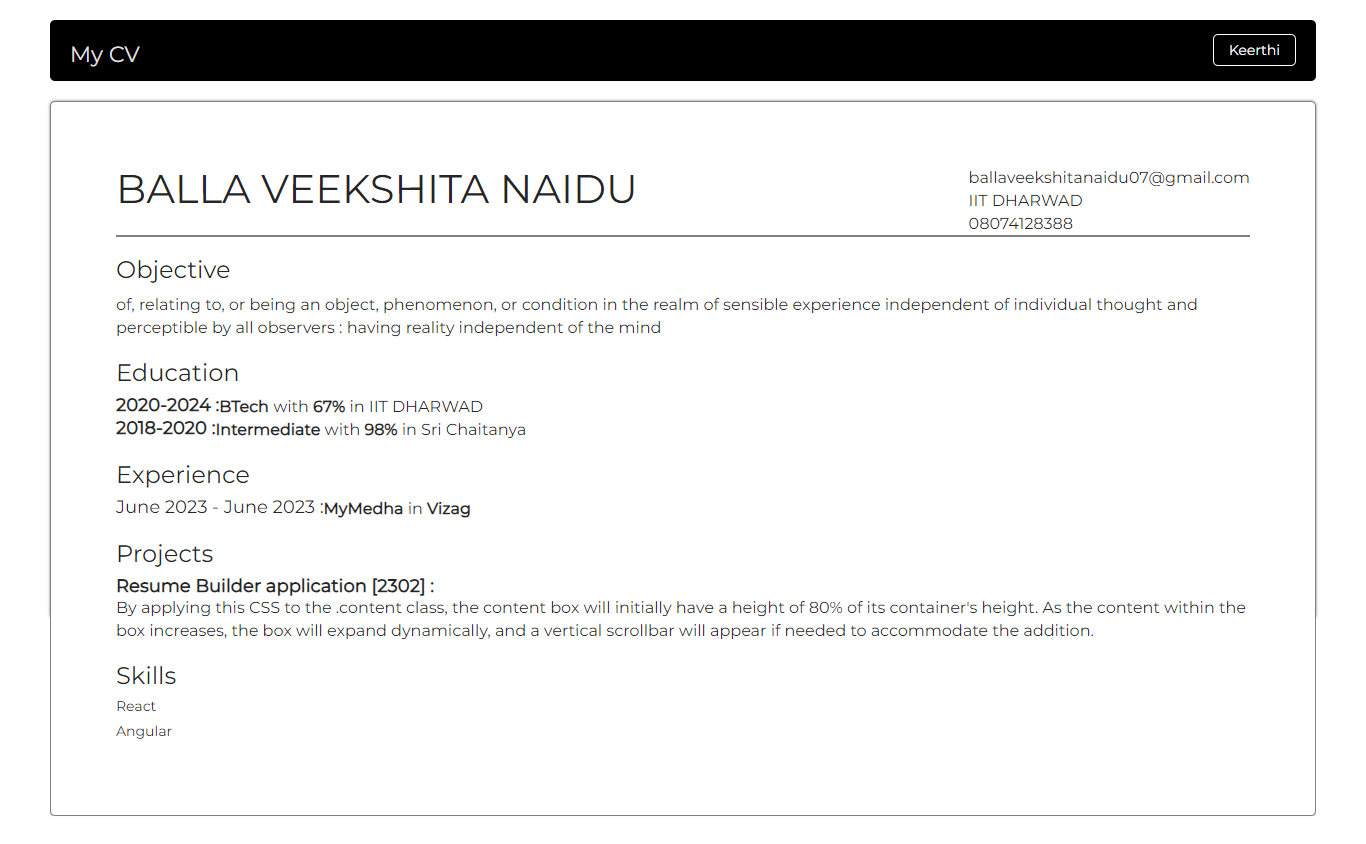 My CV
Keerthi
BALLA VEEKSHITA NAIDU
ballaveekshitanaidu07@gmail.com
IIT DHARWAD
08074128388
Objective
of, relating to, or being an object, phenomenon, or condition in the realm of sensible experience independent of individual thought and
perceptible by all observers : having reality independent of the mind
Education
2020-2024 :BTech with 67% in IIT DHARWAD
2018-2020 :Intermediate with 98% in Sri Chaitanya
Experience
June 2023 - June 2023 :MyMedha in Vizag
Projects
Resume Builder application [2302] :
By applying this CSS to the .content class, the content box will initially have a height of 80% of its container's height. As the content within the
box increases, the box will expand dynamically, and a vertical scrollbar will appear if needed to accommodate the addition.
Skills
React
Angular